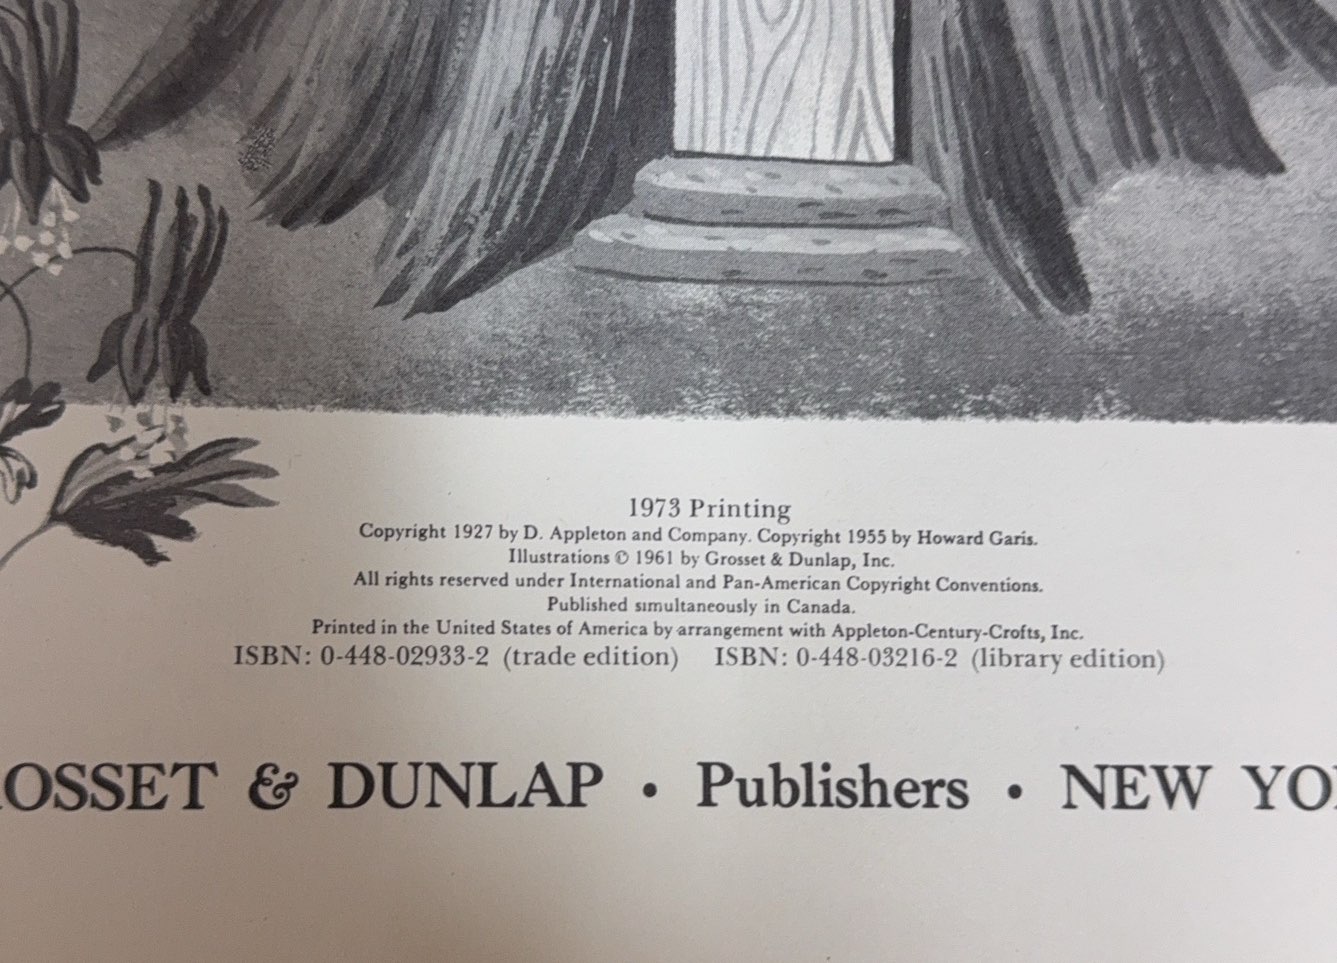 1973 Printing
Copyright 1927 by D. Appleton and Company. Copyright 1955 by Howard Garis.
Illustrations © 1961 by Grosset & Dunlap, Inc.
All rights reserved under International and Pan-American Copyright Conventions.
Published simultaneously in Canada.
Printed in the United States of America by arrangement with Appleton-Century-Crofts, Inc.
ISBN: 0-448-02933-2 (trade edition) ISBN: 0-448-03216-2 (library edition)
OSSET & DUNLAP • Publishers • NEW YO